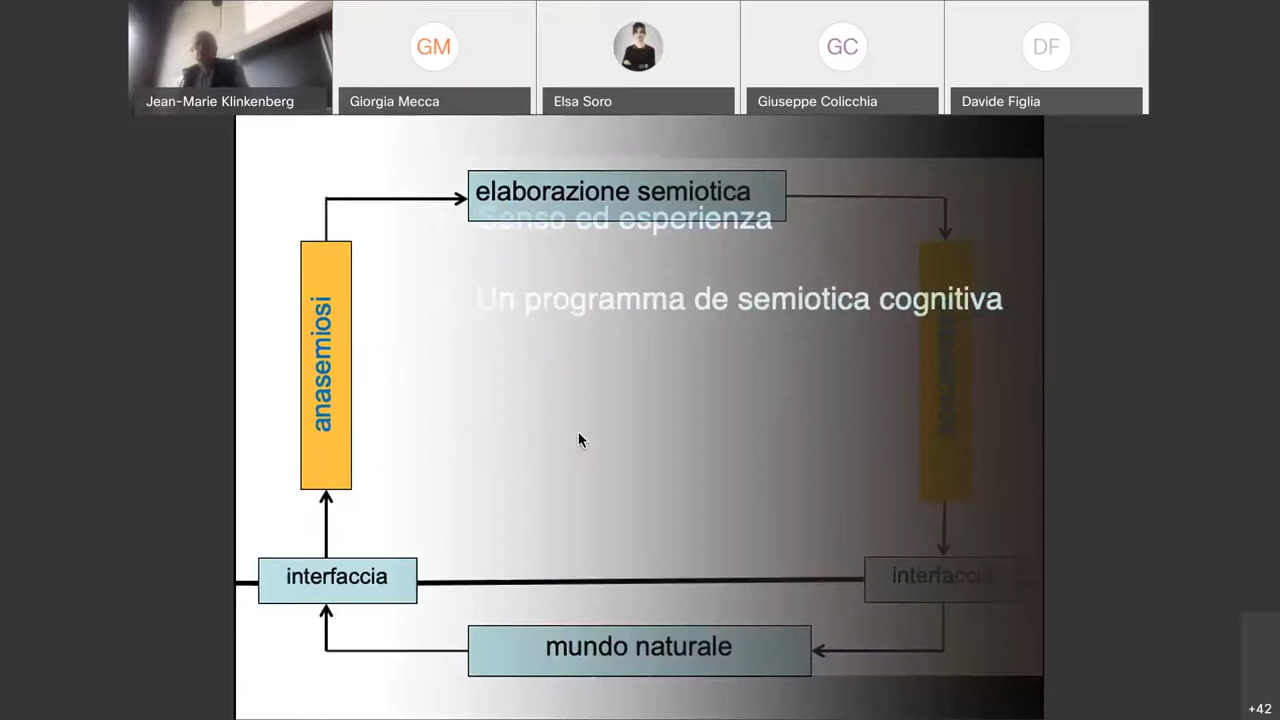 GM
GC
DF
Jean-Marie Klinkenberg
Giorgia Mecca
Elsa Soro
Giuseppe Colicchia
Davide Figlia
elaborazione semiotica
Senso ed esperienza
Un programma de semiotica cognitiva
anasemiosi
interfaccia
interfaccia
mundo naturale
+42